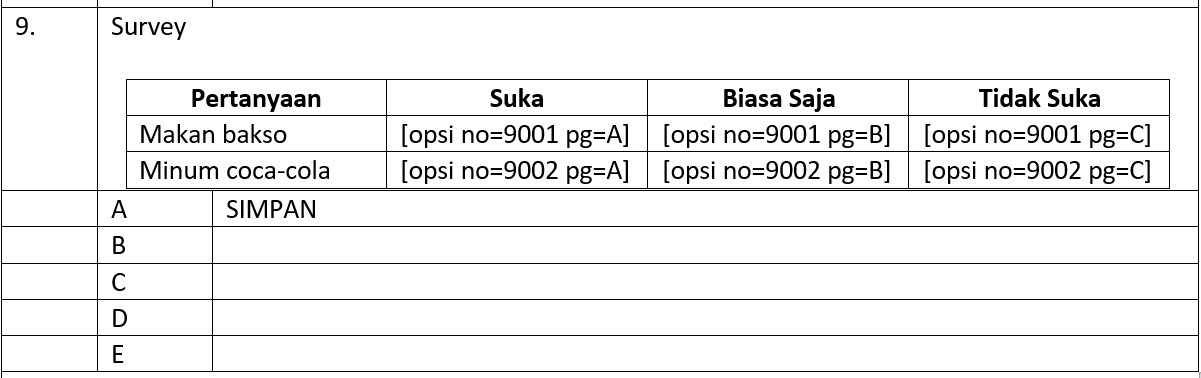 9. Survey
Pertanyaan Suka Biasa Saja Tidak Suka
Makan bakso [opsi no=9001 pg=A] [opsi no=9001 pg=B] [opsi no=9001 pg=C]
Minum coca-cola [opsi no=9002 pg=A] [opsi no=9002 pg=B] [opsi no=9002 pg=C]
A SIMPAN
B
C
D
E